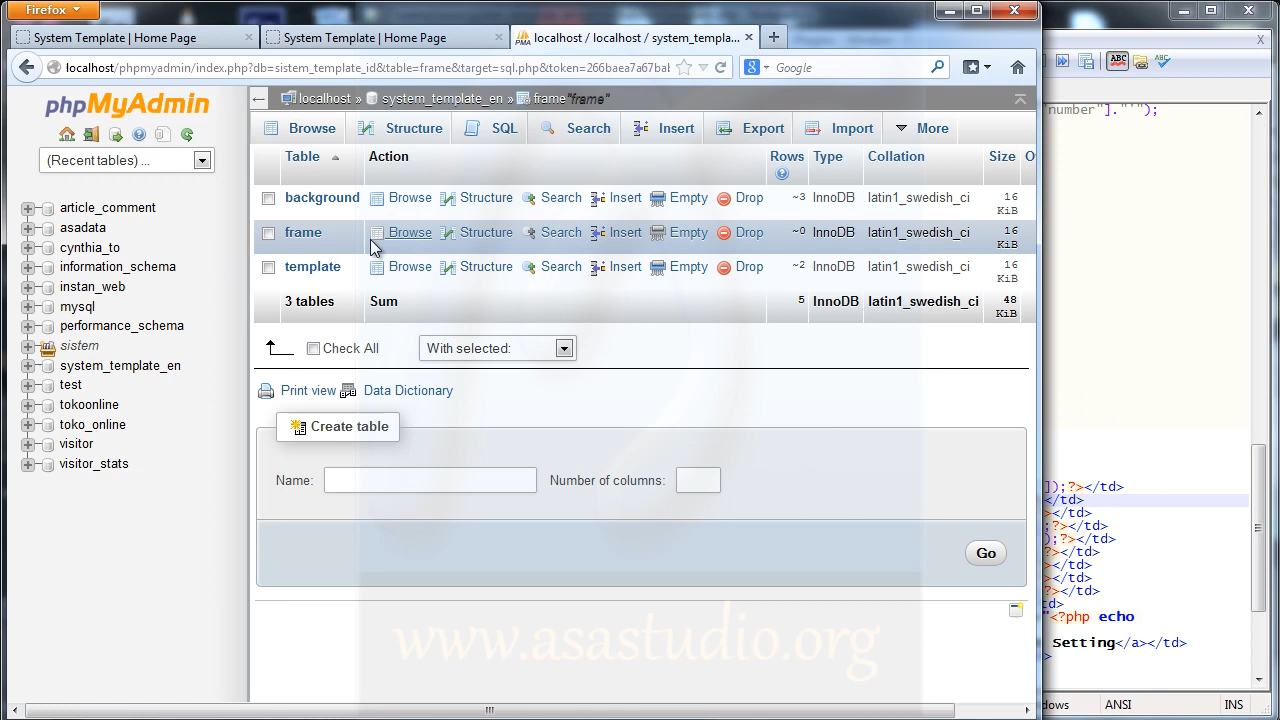 Firefox
System Template | Home Page
System Template | Home Page
localhost / localhost / system_templa...
localhost/phpmyadmin/index.php?db=sistem_template_
le=frame&target=sql.php&token=266baea7a67bal
Google
phpMyAdmin
(Recent tables) ...
article_comment
asadata
cynthia_to
information_schema
instan_web
mysql
performance_schema
sistem
system_template_en
test
tokoonline
toko_online
visitor
visitor_stats
localhost » system_template_en » frame"frame"
Browse Structure SQL Search Insert Export Import More
Table Action Rows Type Collation Size O
background Browse Structure Search Insert Empty Drop ~3 InnoDB latin1_swedish_ci 16 KiB
frame Browse Structure Search Insert Empty Drop ~0 InnoDB latin1_swedish_ci 16 KiB
template Browse Structure Search Insert Empty Drop ~2 InnoDB latin1_swedish_ci 16 KiB
3 tables Sum 5 InnoDB latin1_swedish_ci 48 KiB
Check All With selected:
Print view Data Dictionary
Create table
Name: Number of columns:
Go
www.asastudio.org
number"]."'");
]);?></td>
</td>
></td>
;?></td>
);?></td>
?></td>
></td>
></td>
?></td>
td>
"<?php echo
Setting</a></td>
>
dows ANSI INS